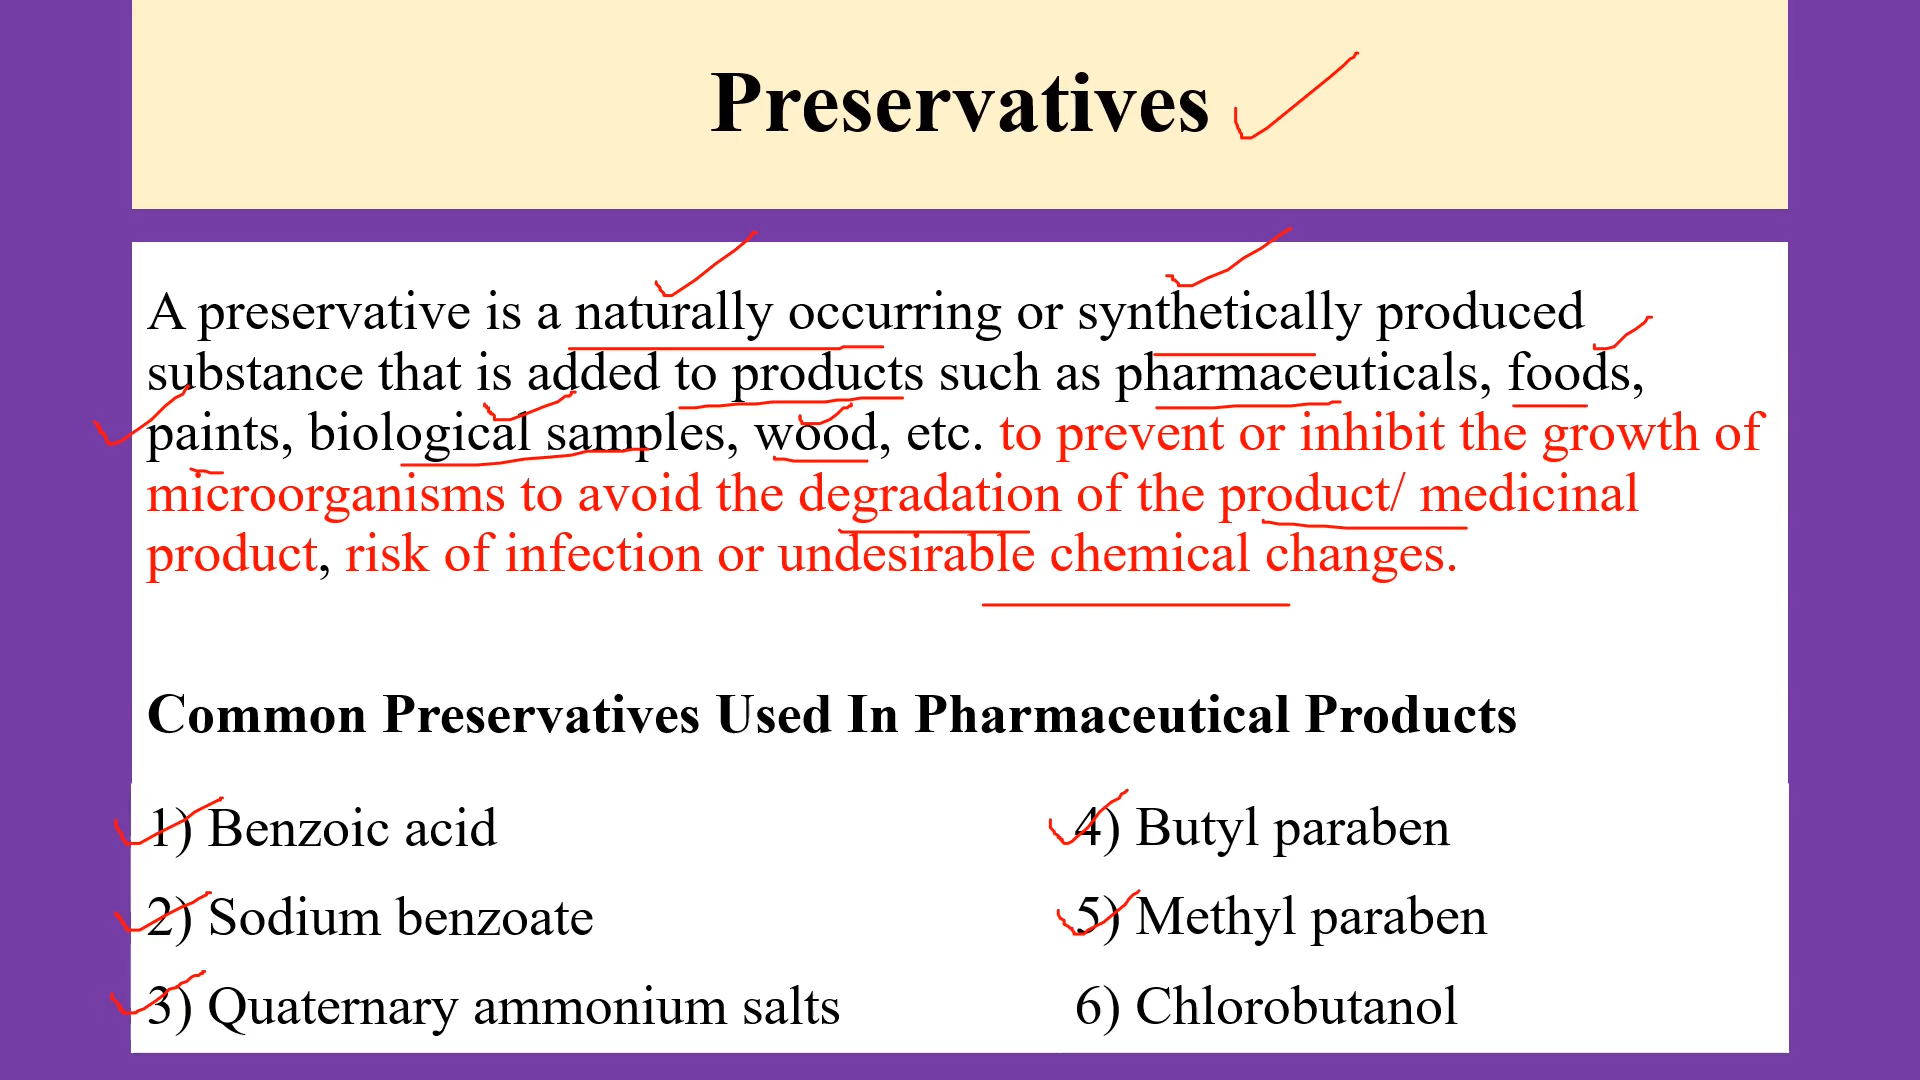 Preservatives
A preservative is a naturally occurring or synthetically produced
substance that is added to products such as pharmaceuticals, foods,
paints, biological samples, wood, etc. to prevent or inhibit the growth of
microorganisms to avoid the degradation of the product/ medicinal
product, risk of infection or undesirable chemical changes.
Common Preservatives Used In Pharmaceutical Products
1) Benzoic acid
2) Sodium benzoate
3) Quaternary ammonium salts
4) Butyl paraben
5) Methyl paraben
6) Chlorobutanol